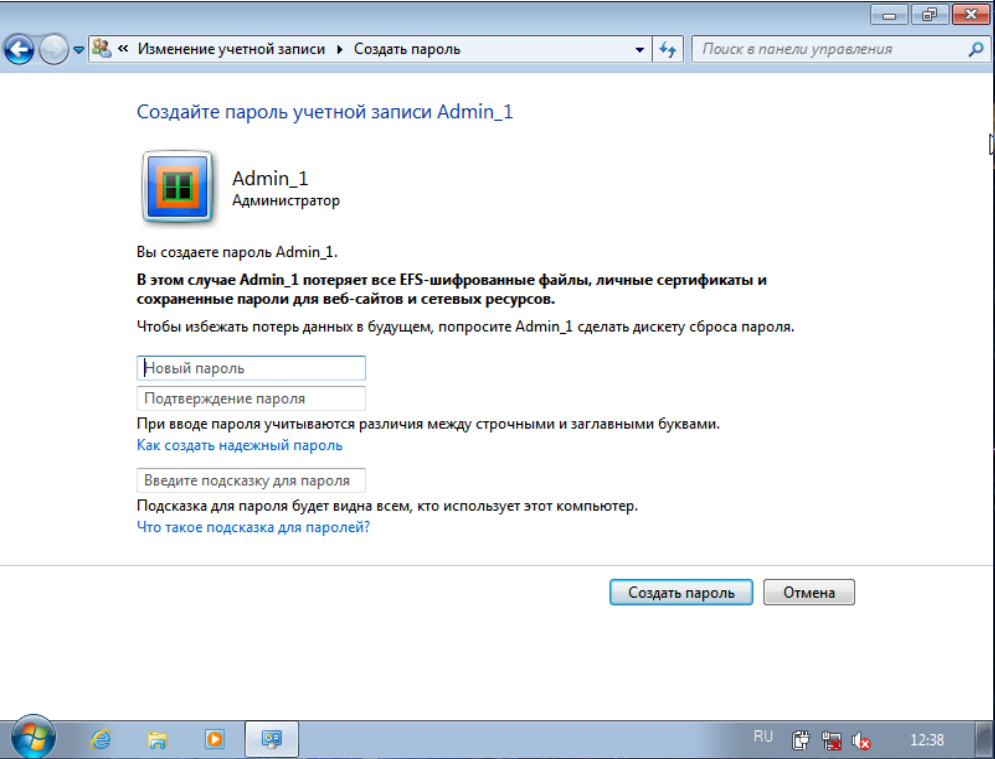 « Изменение учетной записи Создать пароль
Поиск в панели управления
Создайте пароль учетной записи Admin_1
Admin_1
Администратор
Вы создаете пароль Admin_1.
В этом случае Admin_1 потеряет все EFS-шифрованные файлы, личные сертификаты и
сохраненные пароли для веб-сайтов и сетевых ресурсов.
Чтобы избежать потерь данных в будущем, попросите Admin_1 сделать дискету сброса пароля.
Новый пароль
Подтверждение пароля
При вводе пароля учитываются различия между строчными и заглавными буквами.
Как создать надежный пароль
Введите подсказку для пароля
Подсказка для пароля будет видна всем, кто использует этот компьютер.
Что такое подсказка для паролей?
Создать пароль
Отмена
RU
12:38